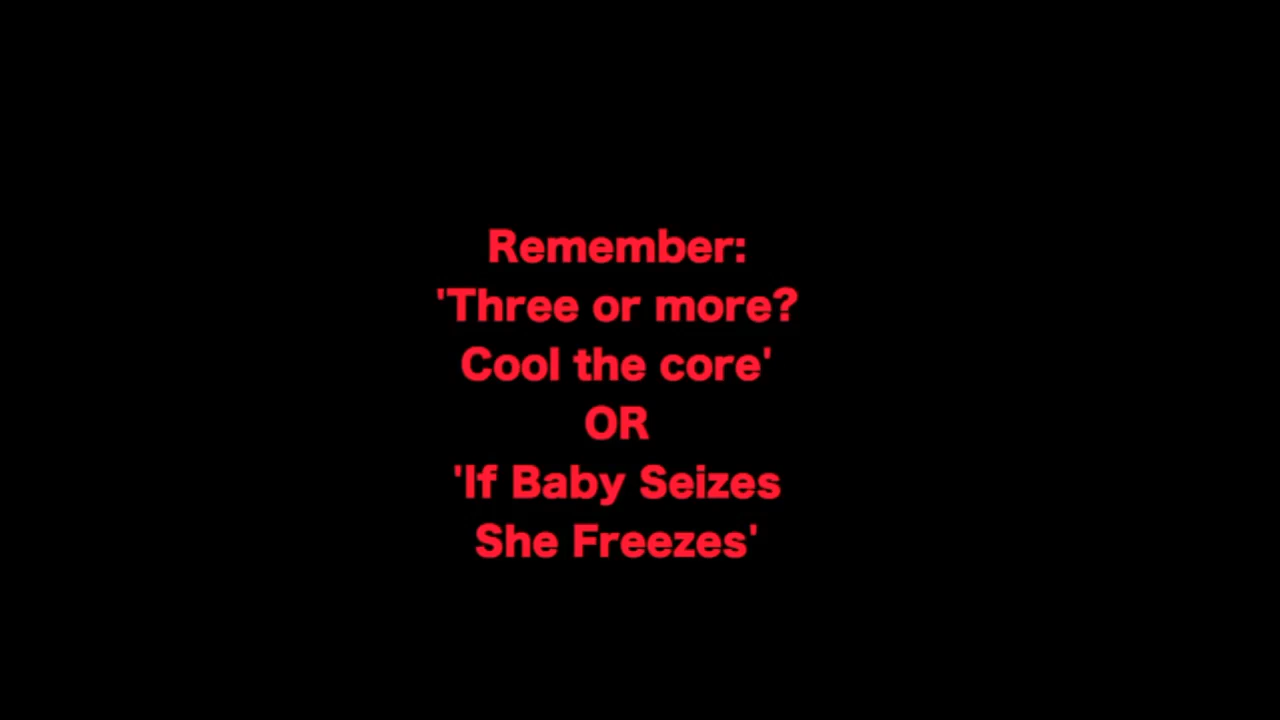 Remember:
'Three or more?
Cool the core'
OR
'If Baby Seizes
She Freezes'